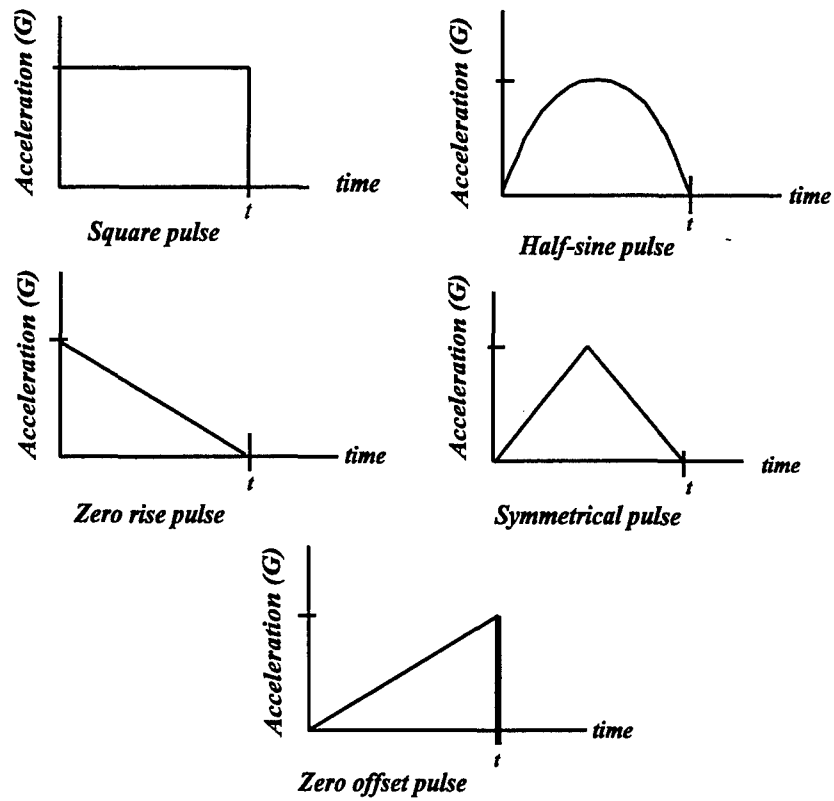 Acceleration (G)
time
t
Square pulse
Acceleration (G)
time
t
Half-sine pulse
Acceleration (G)
time
t
Zero rise pulse
Acceleration (G)
time
t
Symmetrical pulse
Acceleration (G)
time
t
Zero offset pulse